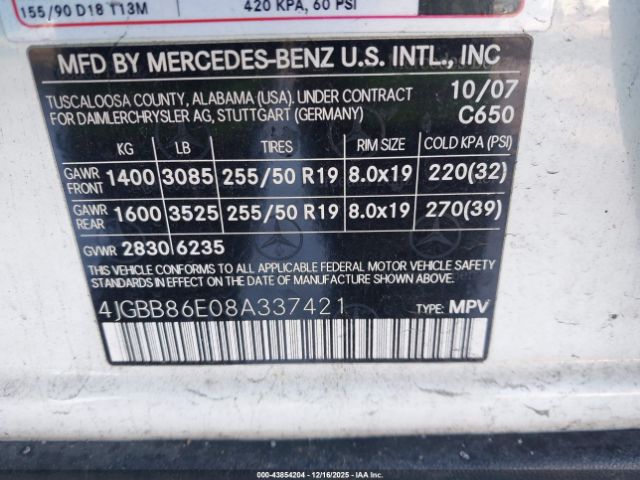 155/90 D18 113M 420 KPA, 60 PSI
MFD BY MERCEDES-BENZ U.S. INTL., INC
TUSCALOOSA COUNTY, ALABAMA (USA). UNDER CONTRACT 10/07
FOR DAIMLERCHRYSLER AG, STUTTGART (GERMANY) C650
KG LB TIRES RIM SIZE COLD KPA (PSI)
GAWR FRONT 1400 3085 255/50 R19 8.0x19 220(32)
GAWR REAR 1600 3525 255/50 R19 8.0x19 270(39)
GVWR 2830 6235
THIS VEHICLE CONFORMS TO ALL APPLICABLE FEDERAL MOTOR VEHICLE SAFETY
STANDARDS IN EFFECT ON THE DATE OF MANUFACTURE SHOWN ABOVE.
4JGBB86E08A337421 TYPE: MPV
© IAA 43854204 - 12/16/2025 - IAAI.COM